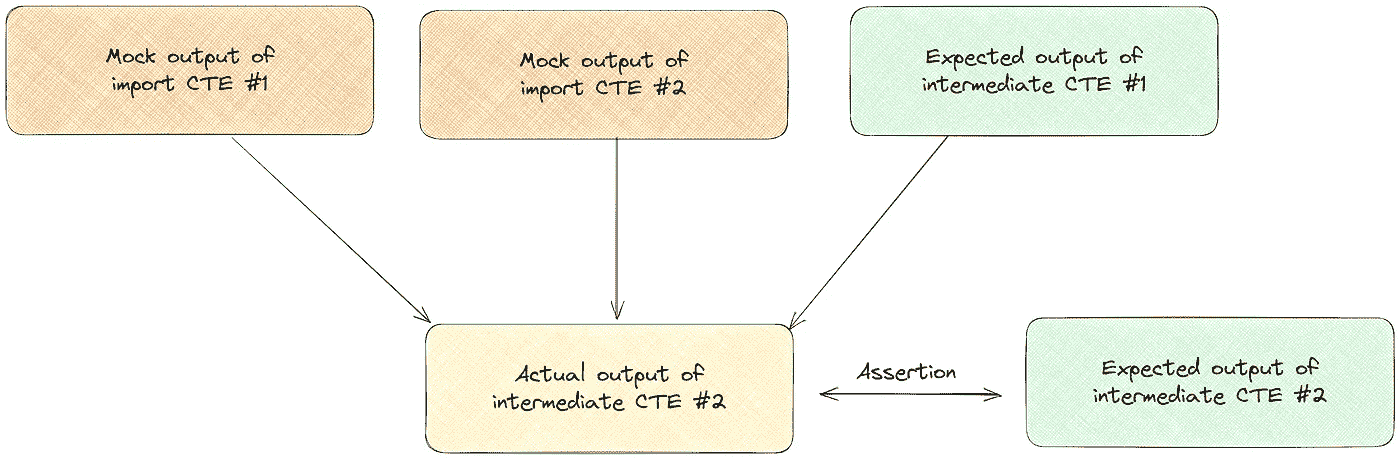 Mock output of
import CTE #1
Mock output of
import CTE #2
Expected output of
intermediate CTE #1
Actual output of
intermediate CTE #2
Assertion
Expected output of
intermediate CTE #2